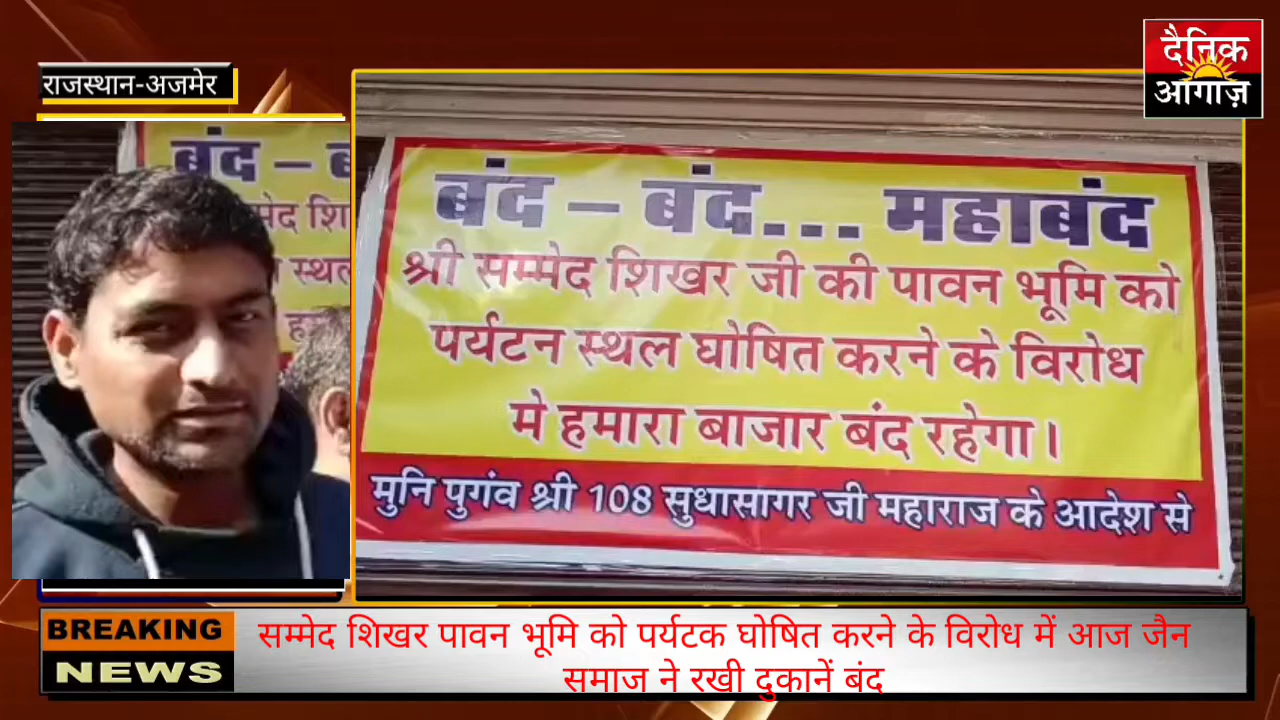 दैनिक
आगाज़
राजस्थान-अजमेर
बंद – ब
मेद शि
स्थल
बंद – बंद... महाबंद
श्री सम्मेद शिखर जी की पावन भूमि को
पर्यटन स्थल घोषित करने के विरोध
मे हमारा बाजार बंद रहेगा।
मुनि पुगंव श्री 108 सुधासागर जी महाराज के आदेश से
BREAKING
NEWS
सम्मेद शिखर पावन भूमि को पर्यटक घोषित करने के विरोध में आज जैन
समाज ने रखी दुकानें बंद